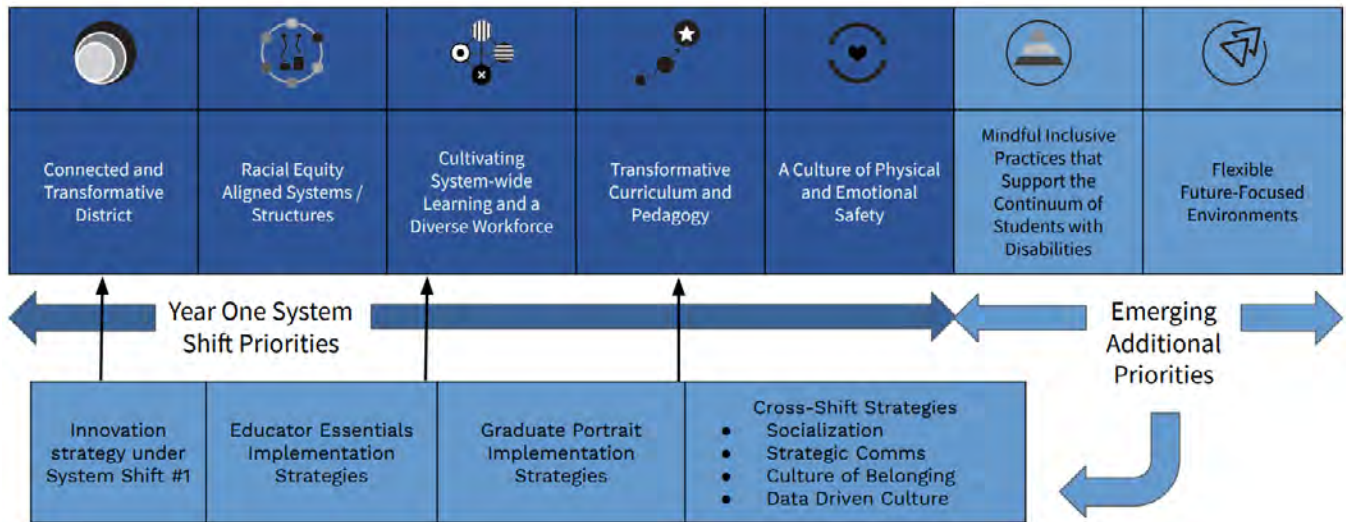 Connected and
Transformative
District
Racial Equity
Aligned Systems /
Structures
Cultivating
System-wide
Learning and a
Diverse Workforce
Transformative
Curriculum and
Pedagogy
A Culture of Physical
and Emotional
Safety
Mindful Inclusive
Practices that
Support the
Continuum of
Students with
Disabilities
Flexible
Future-Focused
Environments
Year One System
Shift Priorities
Emerging
Additional
Priorities
Innovation
strategy under
System Shift #1
Educator Essentials
Implementation
Strategies
Graduate Portrait
Implementation
Strategies
Cross-Shift Strategies
● Socialization
● Strategic Comms
● Culture of Belonging
● Data Driven Culture